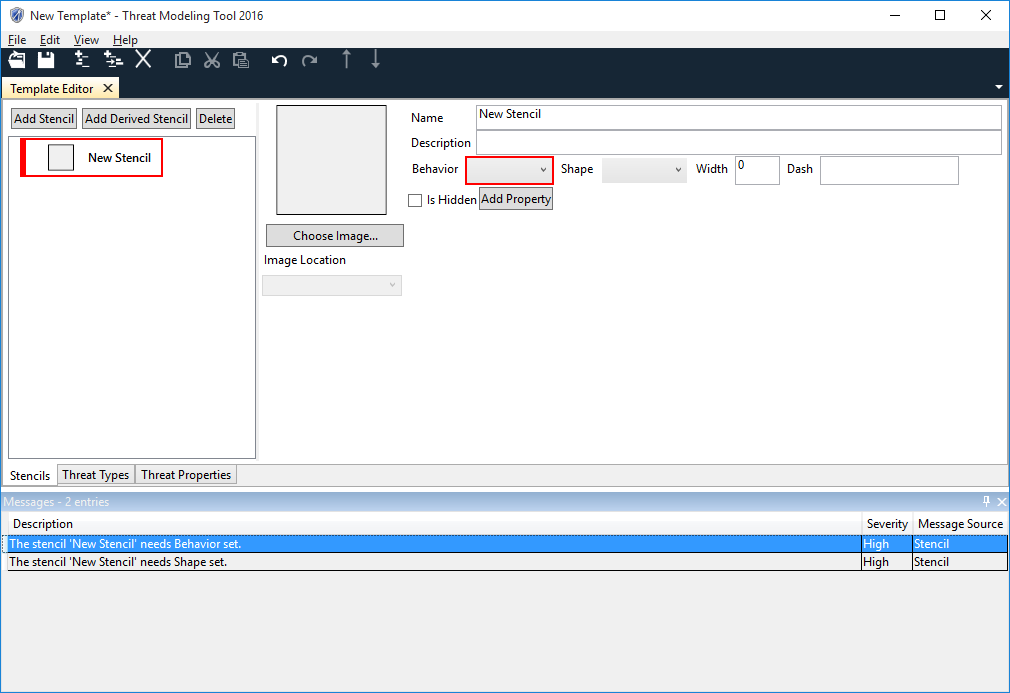 New Template* - Threat Modeling Tool 2016
File Edit View Help
Template Editor
Add Stencil Add Derived Stencil Delete
New Stencil
Choose Image...
Image Location
Name New Stencil
Description
Behavior Shape Width 0 Dash
Is Hidden Add Property
Stencils Threat Types Threat Properties
Messages - 2 entries
Description Severity Message Source
The stencil 'New Stencil' needs Behavior set. High Stencil
The stencil 'New Stencil' needs Shape set. High Stencil